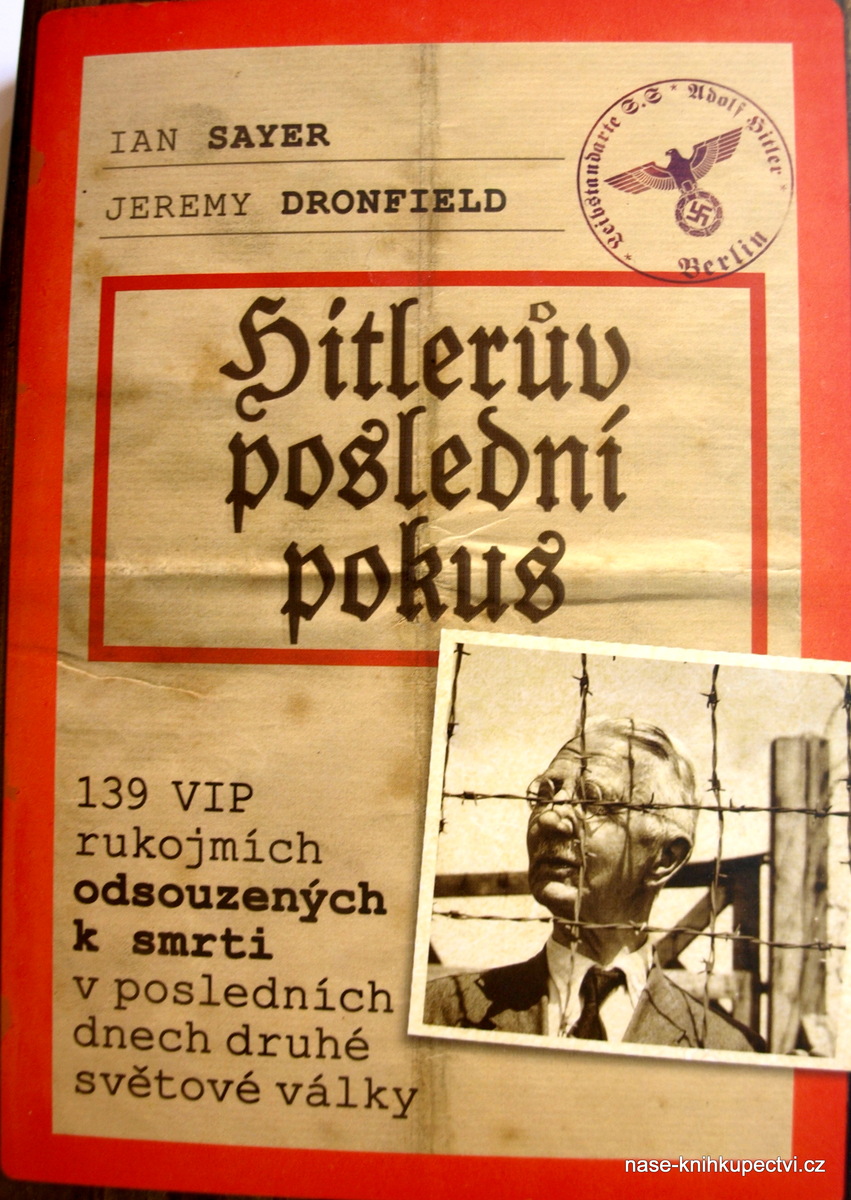 IAN SAYER
JEREMY DRONFIELD
* Leibstandarte S.S * Adolf Hitler *
Berlin
Hitlerův
poslední
pokus
139 VIP
rukojmích
odsouzených
k smrti
v posledních
dnech druhé
světové války
nase-knihkupectvi.cz